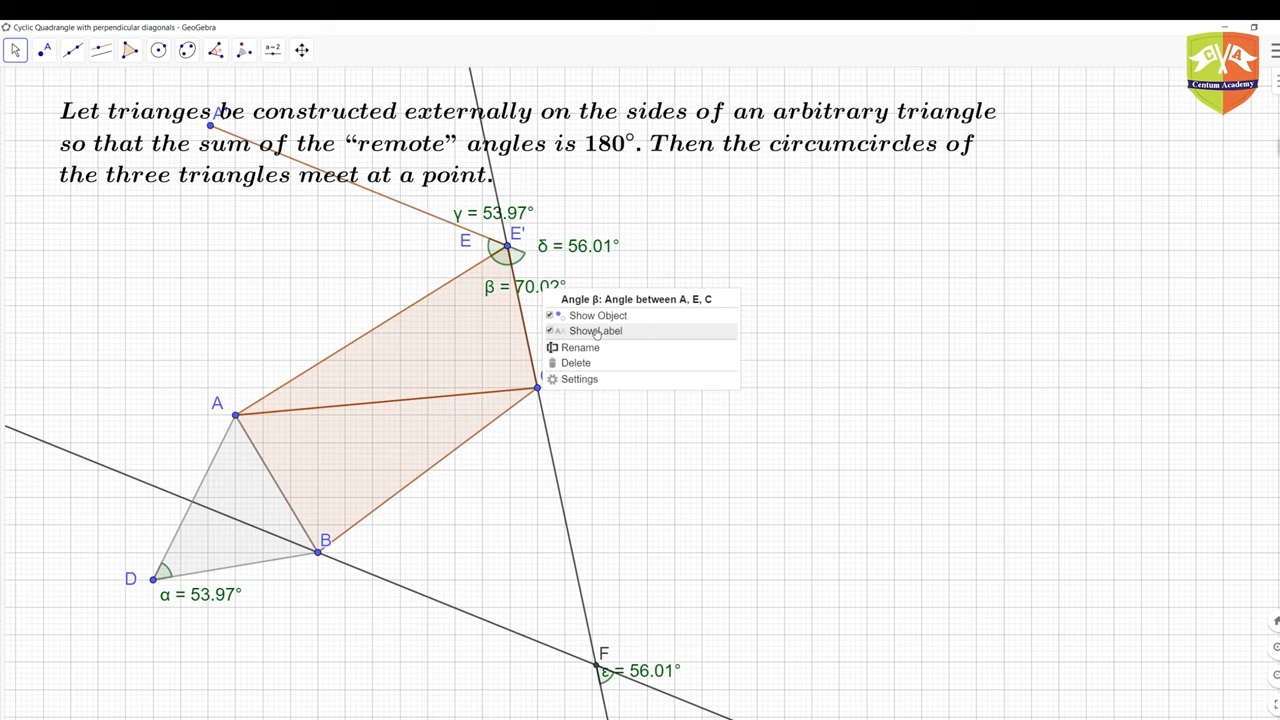 Cyclic Quadrangle with perpendicular diagonals - GeoGebra
A
a=2
Centum Academy
Let trianges be constructed externally on the sides of an arbitrary triangle
so that the sum of the “remote” angles is 180°. Then the circumcircles of
the three triangles meet at a point.
γ = 53.97°
E
E'
δ = 56.01°
β = 70.02°
Angle β: Angle between A, E, C
Show Object
Show Label
Rename
Delete
Settings
A
B
D
α = 53.97°
F
ε = 56.01°